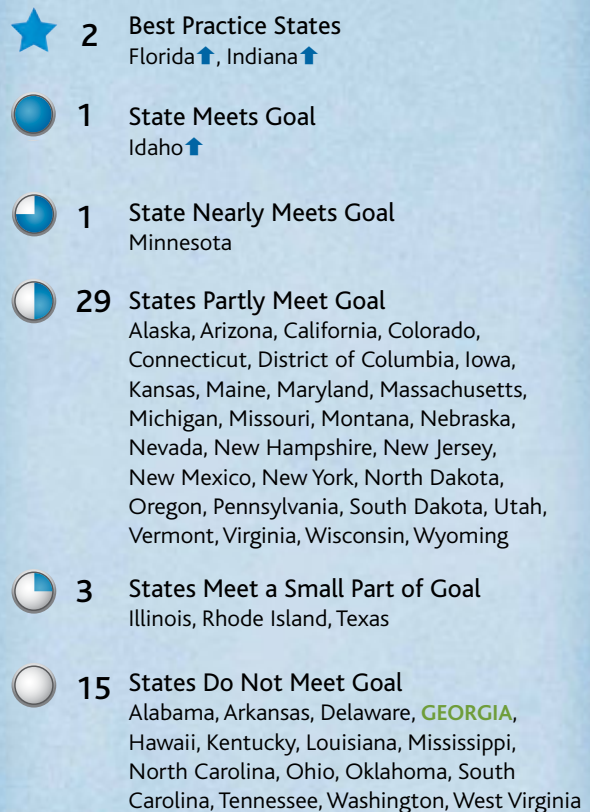 2 Best Practice States
Florida⬆, Indiana⬆
1 State Meets Goal
Idaho⬆
1 State Nearly Meets Goal
Minnesota
29 States Partly Meet Goal
Alaska, Arizona, California, Colorado,
Connecticut, District of Columbia, Iowa,
Kansas, Maine, Maryland, Massachusetts,
Michigan, Missouri, Montana, Nebraska,
Nevada, New Hampshire, New Jersey,
New Mexico, New York, North Dakota,
Oregon, Pennsylvania, South Dakota, Utah,
Vermont, Virginia, Wisconsin, Wyoming
3 States Meet a Small Part of Goal
Illinois, Rhode Island, Texas
15 States Do Not Meet Goal
Alabama, Arkansas, Delaware, GEORGIA,
Hawaii, Kentucky, Louisiana, Mississippi,
North Carolina, Ohio, Oklahoma, South
Carolina, Tennessee, Washington, West Virginia